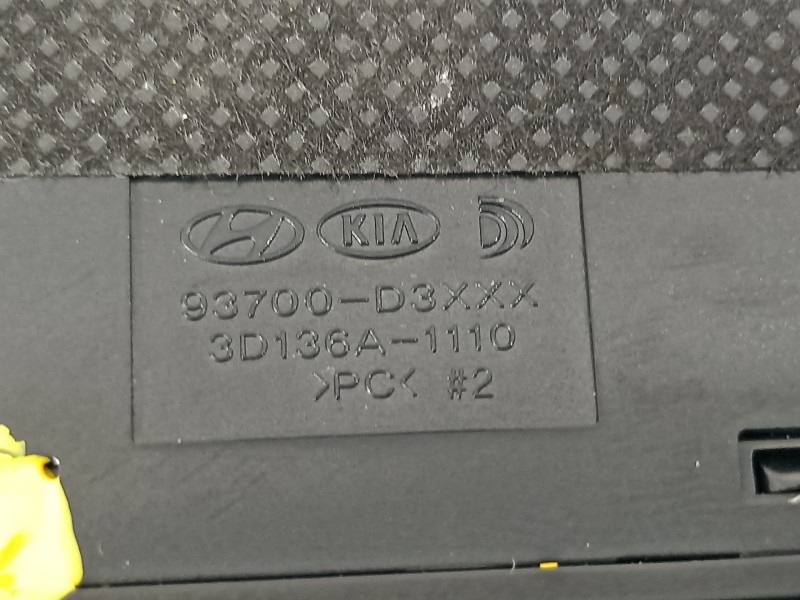 KIA
93700-D3XXX
3D136A-1110
>PC< #2